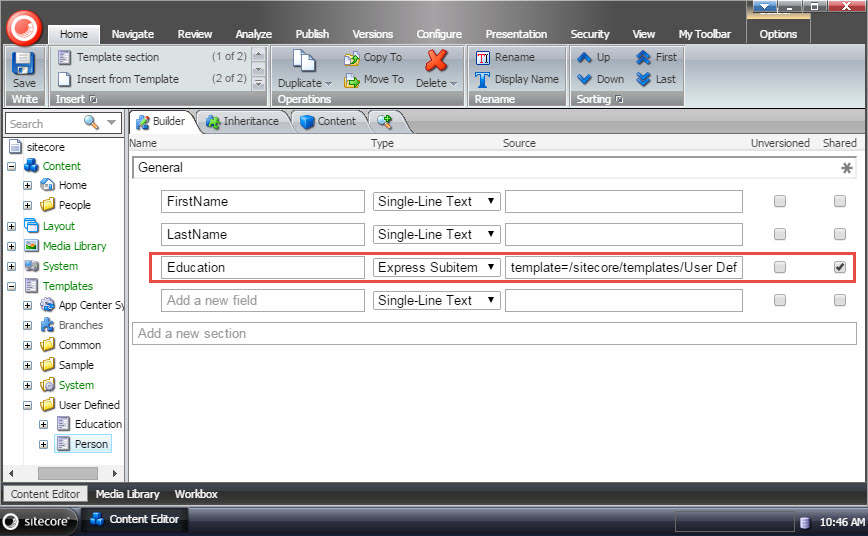 Home Navigate Review Analyze Publish Versions Configure Presentation Security View My Toolbar Options
Save
Write
Template section (1 of 2)
Insert from Template (2 of 2)
Insert
Duplicate
Copy To
Move To
Delete
Operations
Rename
Display Name
Rename
Up First
Down Last
Sorting
Search
Builder Inheritance Content
sitecore
Content
Home
People
Layout
Media Library
System
Templates
App Center Sy
Branches
Common
Sample
System
User Defined
Education
Person
Name Type Source Unversioned Shared
General
FirstName Single-Line Text
LastName Single-Line Text
Education Express Subitem template=/sitecore/templates/User Def
Add a new field Single-Line Text
Add a new section
Content Editor Media Library Workbox
sitecore Content Editor 10:46 AM